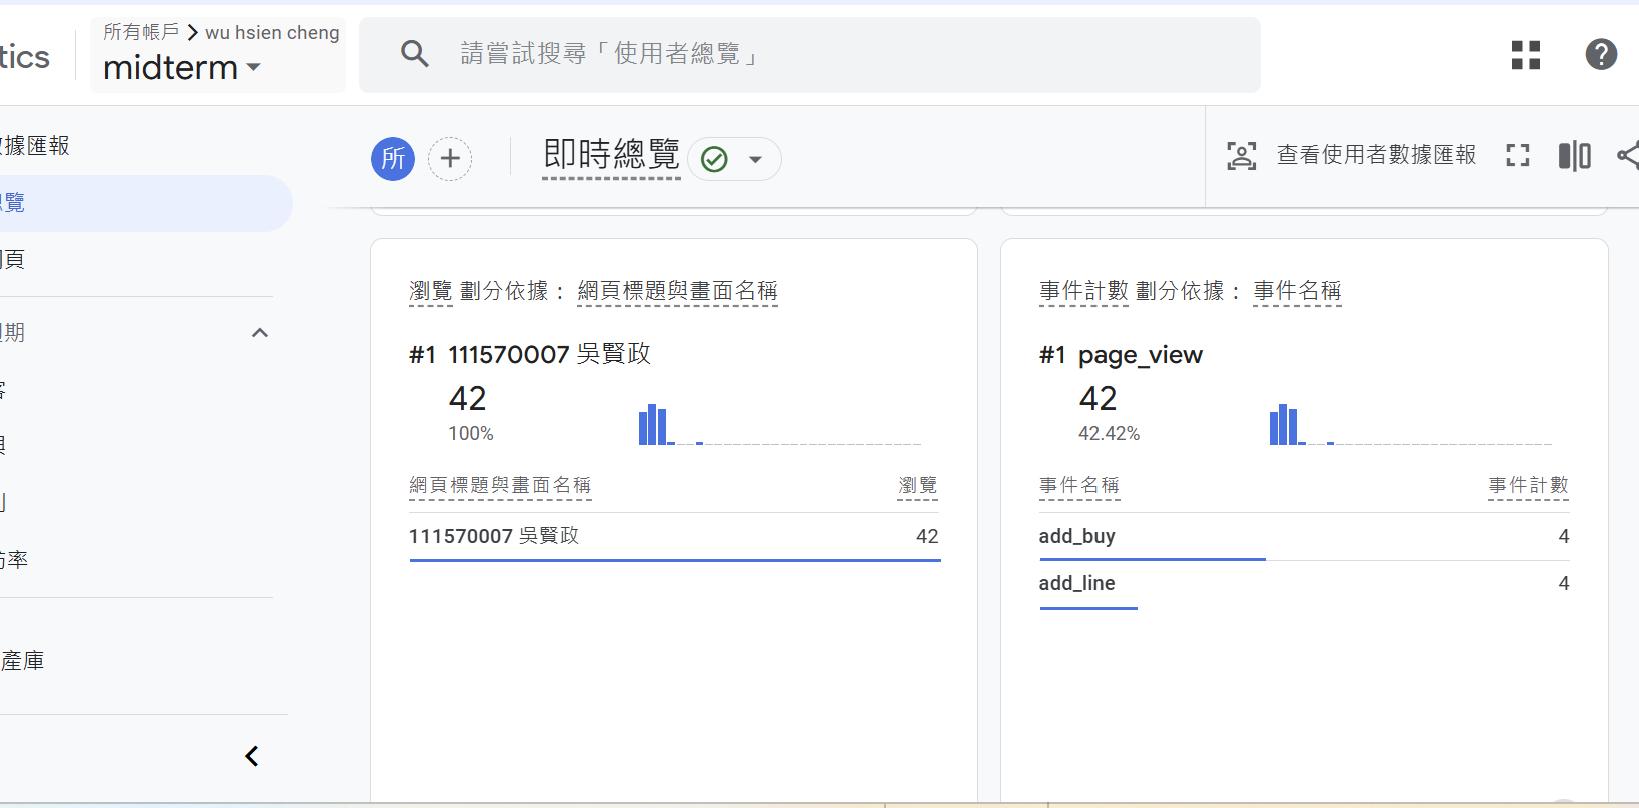 tics
所有帳戶 > wu hsien cheng
midterm
請嘗試搜尋「使用者總覽」
據匯報
總覽
頁
期
客
率
產庫
所
即時總覽
查看使用者數據匯報
瀏覽 劃分依據： 網頁標題與畫面名稱
#1 111570007 吳賢政
42
100%
網頁標題與畫面名稱 瀏覽
111570007 吳賢政 42
事件計數 劃分依據： 事件名稱
#1 page_view
42
42.42%
事件名稱 事件計數
add_buy 4
add_line 4